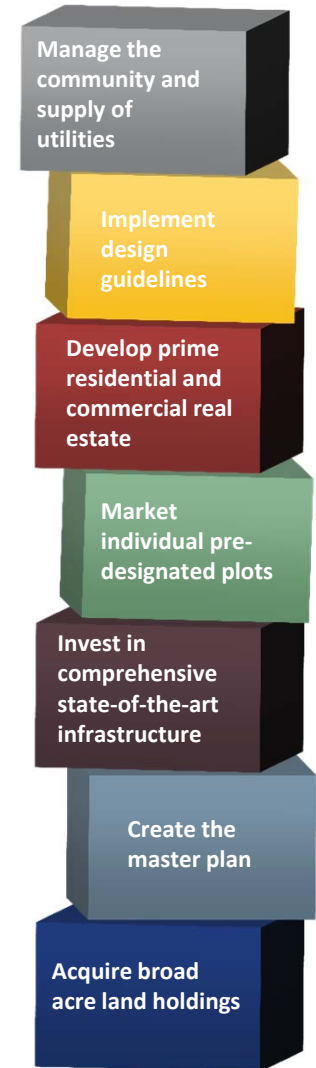 Manage the
community and
supply of
utilities
Implement
design
guidelines
Develop prime
residential and
commercial real
estate
Market
individual pre-
designated plots
Invest in
comprehensive
state-of-the-art
infrastructure
Create the
master plan
Acquire broad
acre land holdings